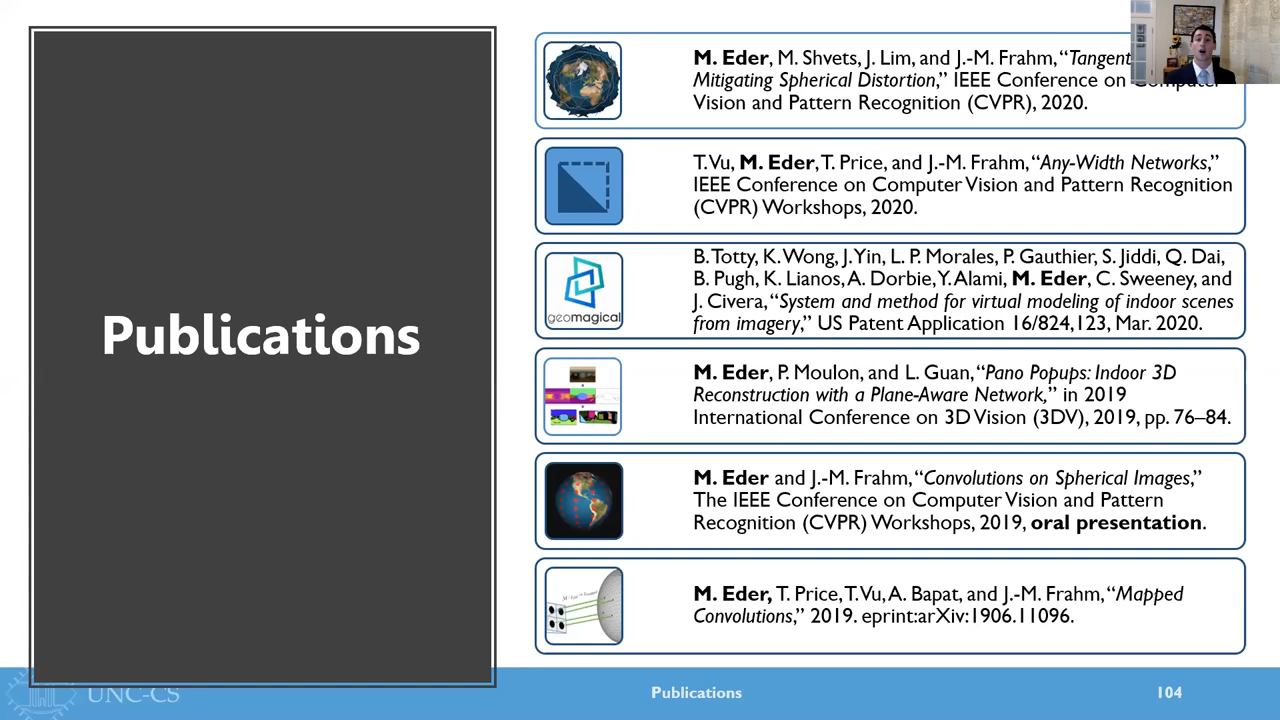 Publications
M. Eder, M. Shvets, J. Lim, and J.-M. Frahm, “Tangent
Mitigating Spherical Distortion,” IEEE Conference on Computer
Vision and Pattern Recognition (CVPR), 2020.
T. Vu, M. Eder, T. Price, and J.-M. Frahm, “Any-Width Networks,”
IEEE Conference on Computer Vision and Pattern Recognition
(CVPR) Workshops, 2020.
geomagical
B. Totty, K. Wong, J. Yin, L. P. Morales, P. Gauthier, S. Jiddi, Q. Dai,
B. Pugh, K. Lianos, A. Dorbie, Y. Alami, M. Eder, C. Sweeney, and
J. Civera, “System and method for virtual modeling of indoor scenes
from imagery,” US Patent Application 16/824,123, Mar. 2020.
M. Eder, P. Moulon, and L. Guan, “Pano Popups: Indoor 3D
Reconstruction with a Plane-Aware Network,” in 2019
International Conference on 3D Vision (3DV), 2019, pp. 76–84.
M. Eder and J.-M. Frahm, “Convolutions on Spherical Images,”
The IEEE Conference on Computer Vision and Pattern
Recognition (CVPR) Workshops, 2019, oral presentation.
M. Eder, T. Price, T. Vu, A. Bapat, and J.-M. Frahm, “Mapped
Convolutions,” 2019. eprint:arXiv:1906.11096.
UNC-CS
Publications
104